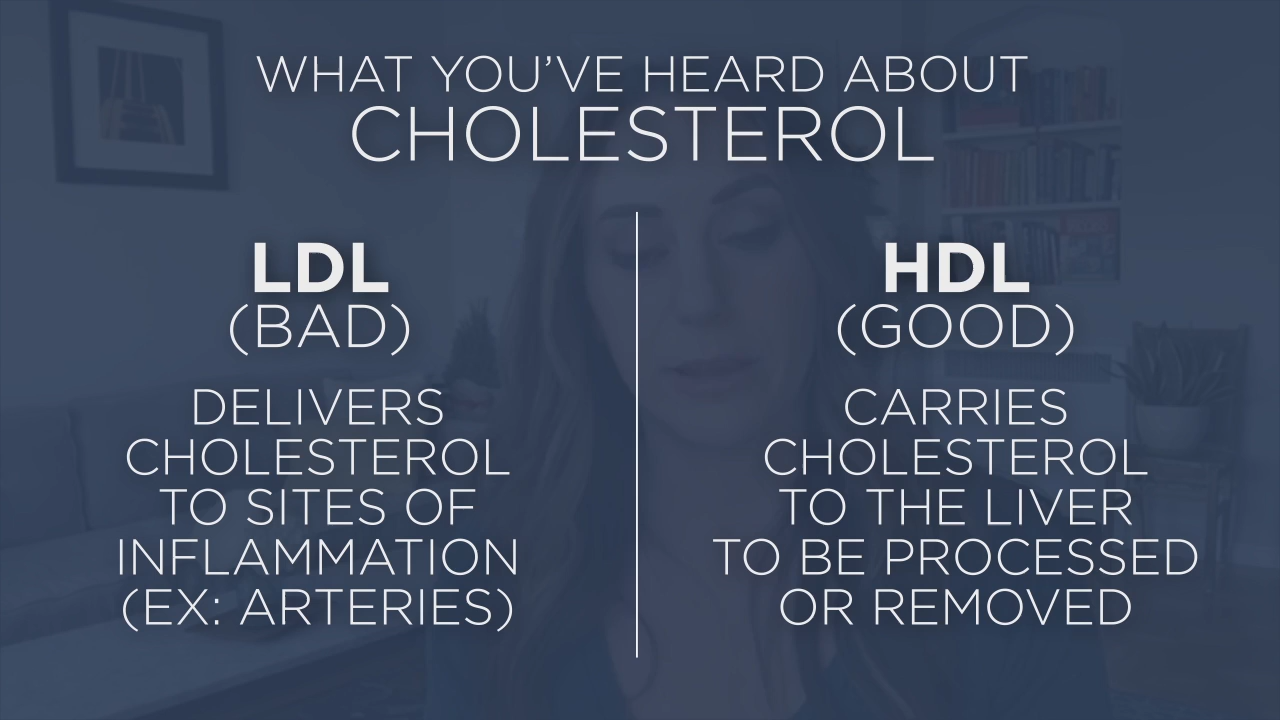 WHAT YOU'VE HEARD ABOUT
CHOLESTEROL
LDL
(BAD)
DELIVERS
CHOLESTEROL
TO SITES OF
INFLAMMATION
(EX: ARTERIES)
HDL
(GOOD)
CARRIES
CHOLESTEROL
TO THE LIVER
TO BE PROCESSED
OR REMOVED